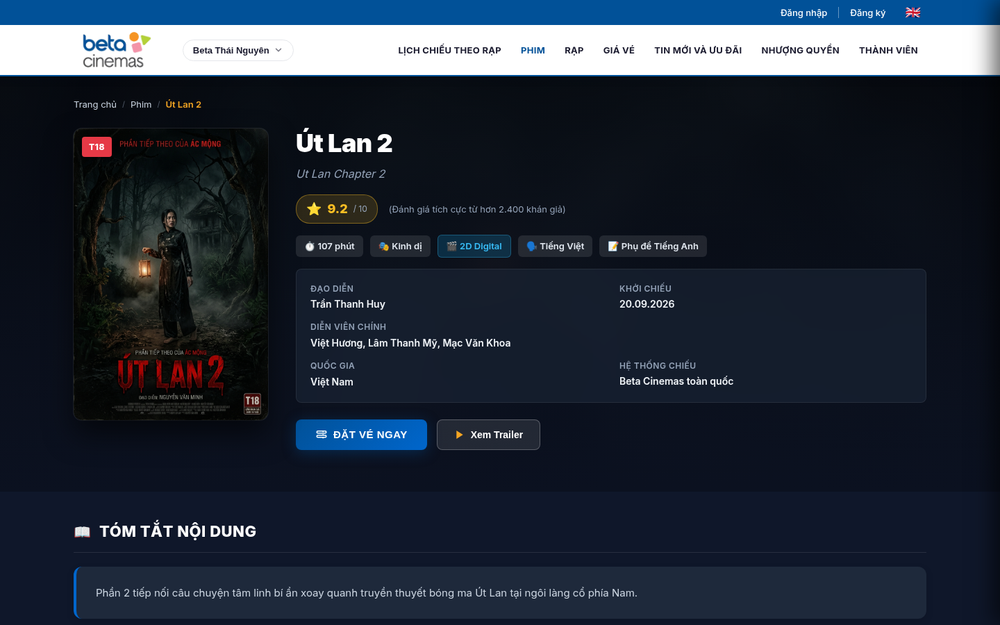 Đăng nhập
Đăng ký
beta cinemas
Beta Thái Nguyên
LỊCH CHIẾU THEO RẠP
PHIM
RẠP
GIÁ VÉ
TIN MỚI VÀ ƯU ĐÃI
NHƯỢNG QUYỀN
THÀNH VIÊN
Trang chủ / Phim / Út Lan 2
T18
PHẦN TIẾP THEO CỦA ÁC MỘNG
PHẦN TIẾP THEO CỦA ÁC MỘNG
ÚT LAN 2
ĐẠO DIỄN: NGUYỄN VĂN MINH
T18
Út Lan 2
Ut Lan Chapter 2
9.2 / 10
(Đánh giá tích cực từ hơn 2.400 khán giả)
107 phút
Kinh dị
2D Digital
Tiếng Việt
Phụ đề Tiếng Anh
ĐẠO DIỄN
Trần Thanh Huy
KHỞI CHIẾU
20.09.2026
DIỄN VIÊN CHÍNH
Việt Hương, Lâm Thanh Mỹ, Mạc Văn Khoa
QUỐC GIA
Việt Nam
HỆ THỐNG CHIẾU
Beta Cinemas toàn quốc
ĐẶT VÉ NGAY
Xem Trailer
TÓM TẮT NỘI DUNG
Phần 2 tiếp nối câu chuyện tâm linh bí ẩn xoay quanh truyền thuyết bóng ma Út Lan tại ngôi làng cổ phía Nam.